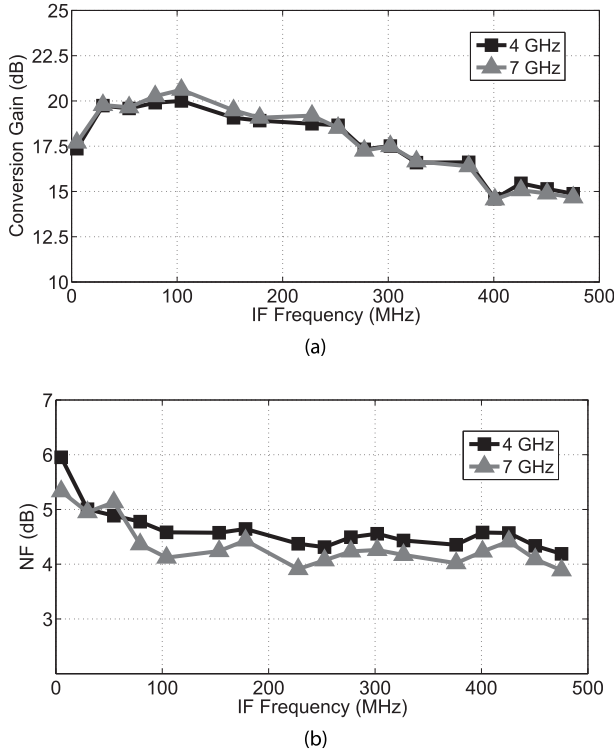 25
22.5
20
17.5
15
12.5
10
Conversion Gain (dB)
4 GHz
7 GHz
0 100 200 300 400 500
IF Frequency (MHz)
(a)
7
6
5
4
3
NF (dB)
4 GHz
7 GHz
0 100 200 300 400 500
IF Frequency (MHz)
(b)